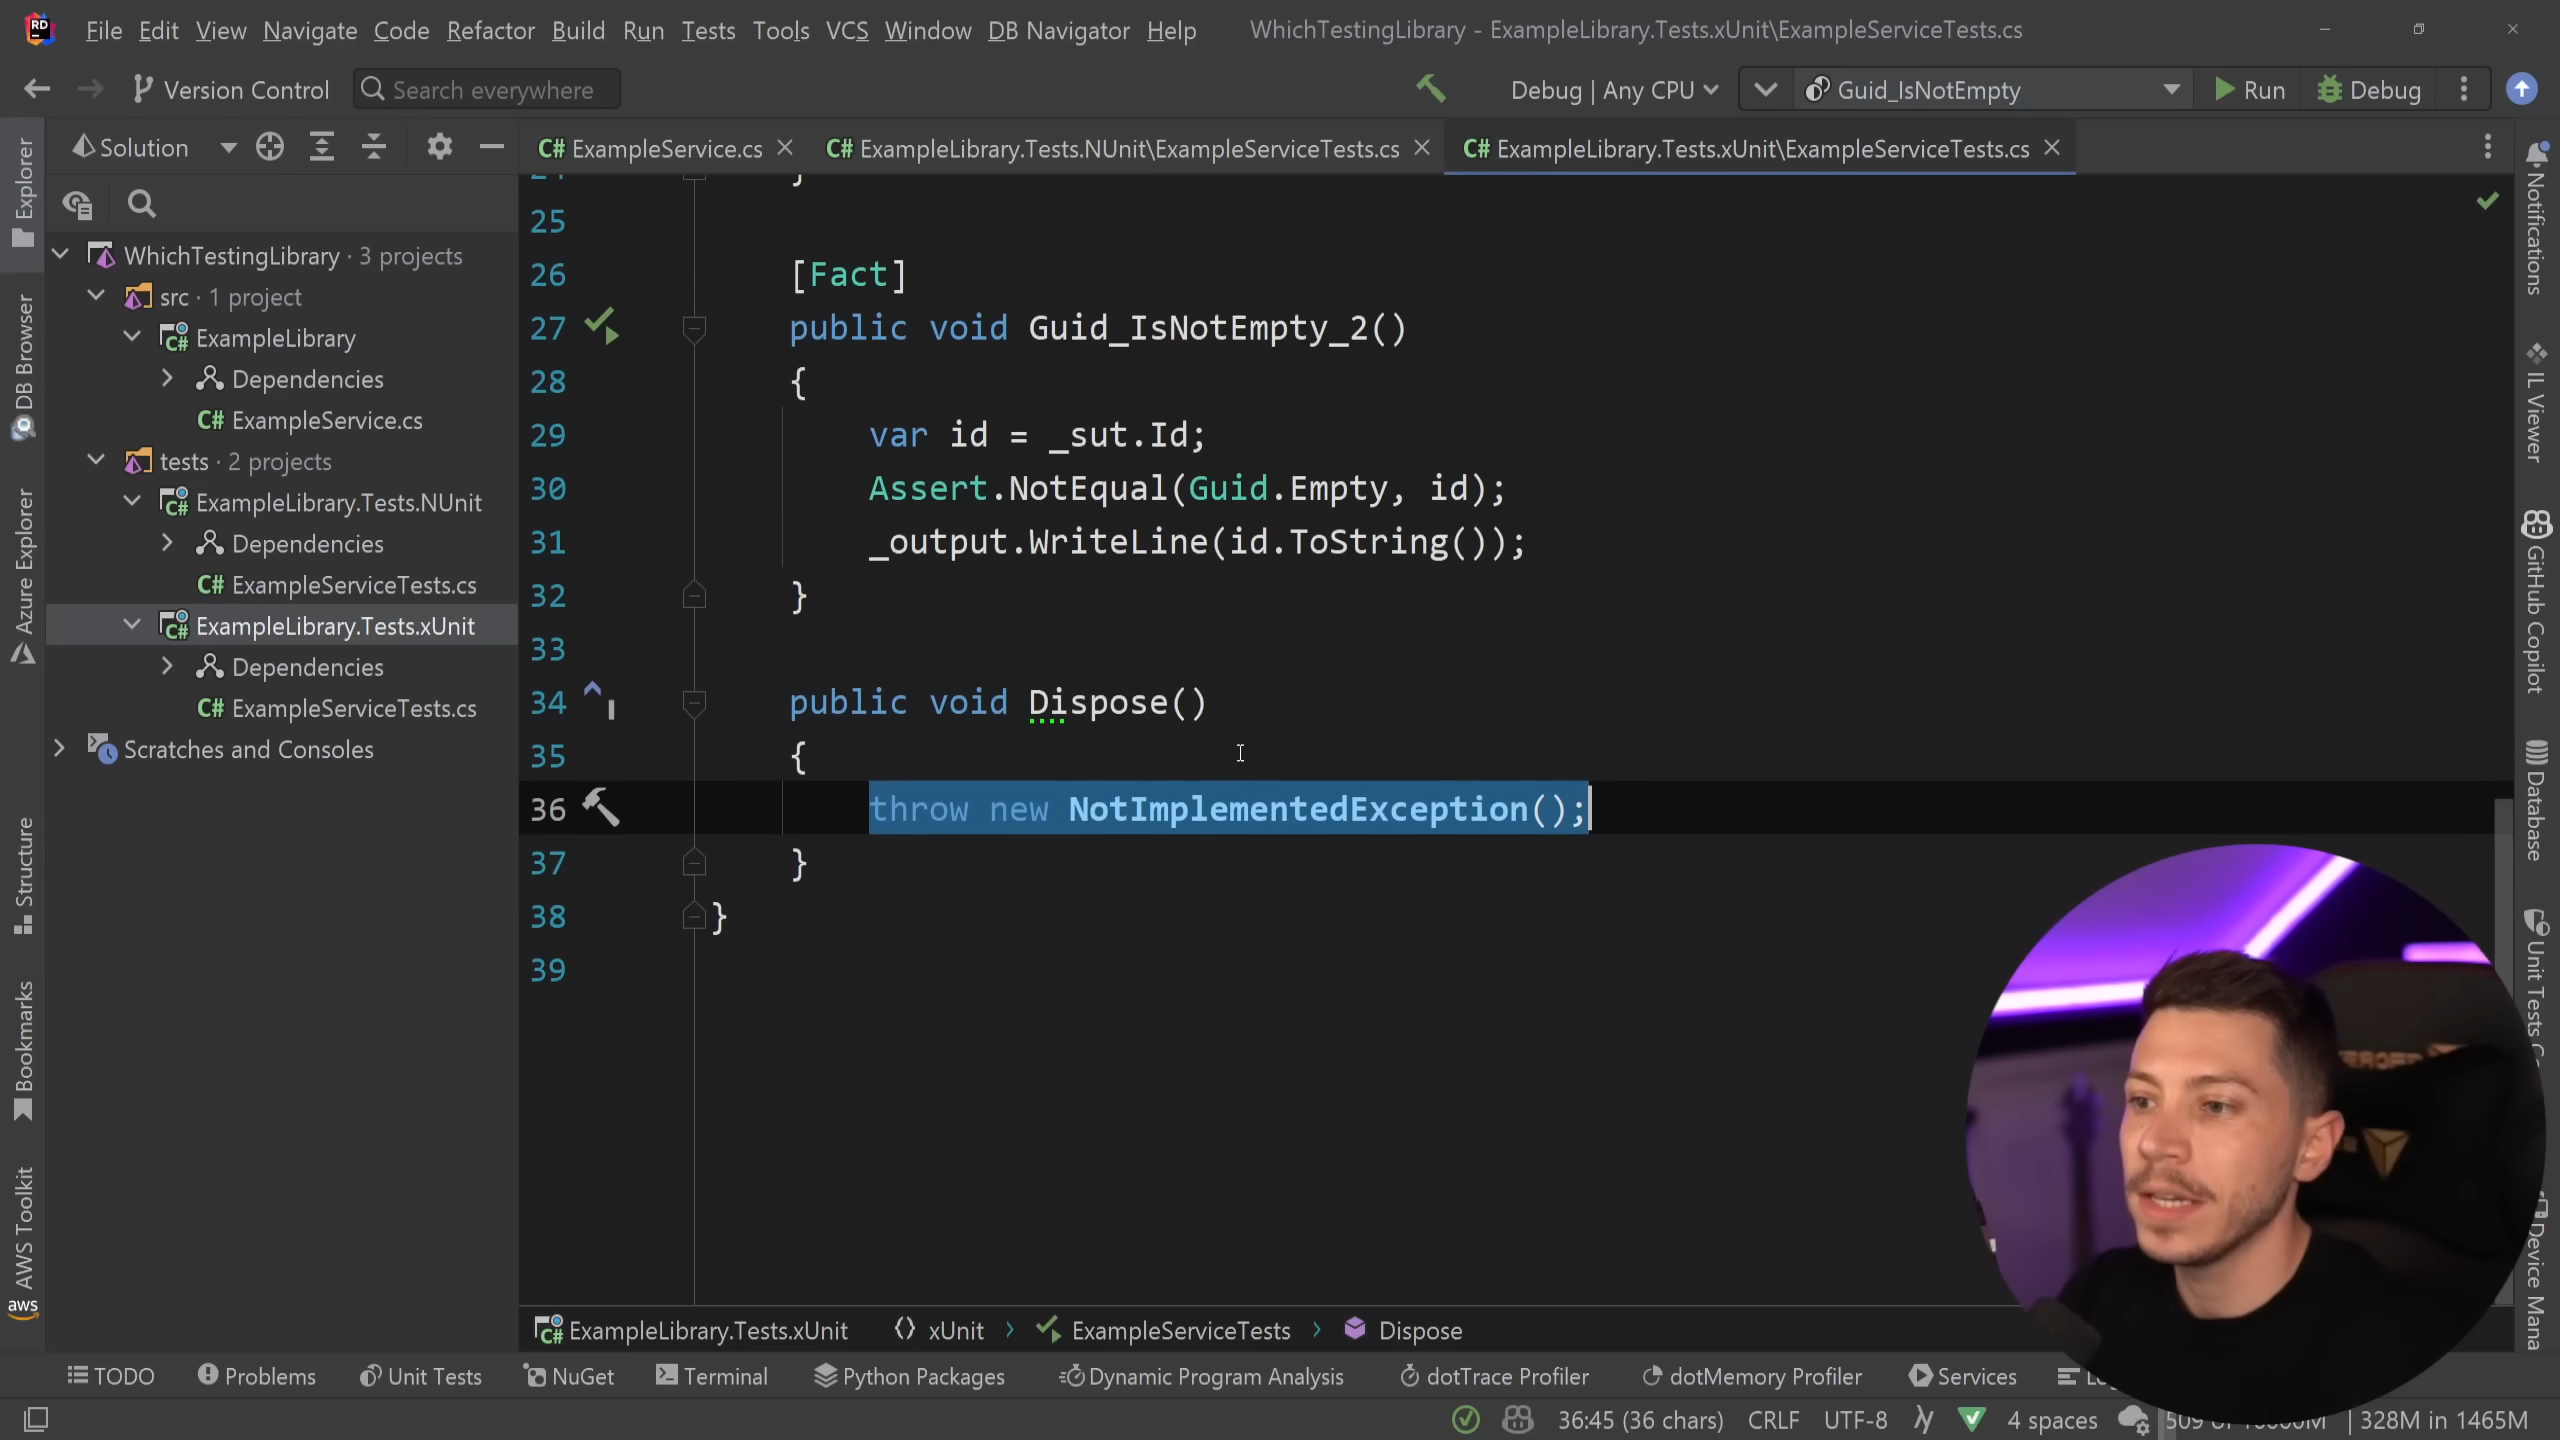 RD File Edit View Navigate Code Refactor Build Run Tests Tools VCS Window DB Navigator Help WhichTestingLibrary - ExampleLibrary.Tests.xUnit\ExampleServiceTests.cs
Version Control Search everywhere Debug | Any CPU Guid_IsNotEmpty Run Debug
Solution
C# ExampleService.cs C# ExampleLibrary.Tests.NUnit\ExampleServiceTests.cs C# ExampleLibrary.Tests.xUnit\ExampleServiceTests.cs
Explorer
DB Browser
Azure Explorer
Structure
Bookmarks
AWS Toolkit
aws
WhichTestingLibrary · 3 projects
src · 1 project
C# ExampleLibrary
Dependencies
C# ExampleService.cs
tests · 2 projects
C# ExampleLibrary.Tests.NUnit
Dependencies
C# ExampleServiceTests.cs
C# ExampleLibrary.Tests.xUnit
Dependencies
C# ExampleServiceTests.cs
Scratches and Consoles
24 }
25
26 [Fact]
27 public void Guid_IsNotEmpty_2()
28 {
29 var id = _sut.Id;
30 Assert.NotEqual(Guid.Empty, id);
31 _output.WriteLine(id.ToString());
32 }
33
34 public void Dispose()
35 {
36 throw new NotImplementedException();
37 }
38 }
39
Notifications
IL Viewer
GitHub Copilot
Database
Unit Tests C
Device Mana
C# ExampleLibrary.Tests.xUnit xUnit ExampleServiceTests Dispose
TODO Problems Unit Tests NuGet Terminal Python Packages Dynamic Program Analysis dotTrace Profiler dotMemory Profiler Services
36:45 (36 chars) CRLF UTF-8 4 spaces 328M in 1465M